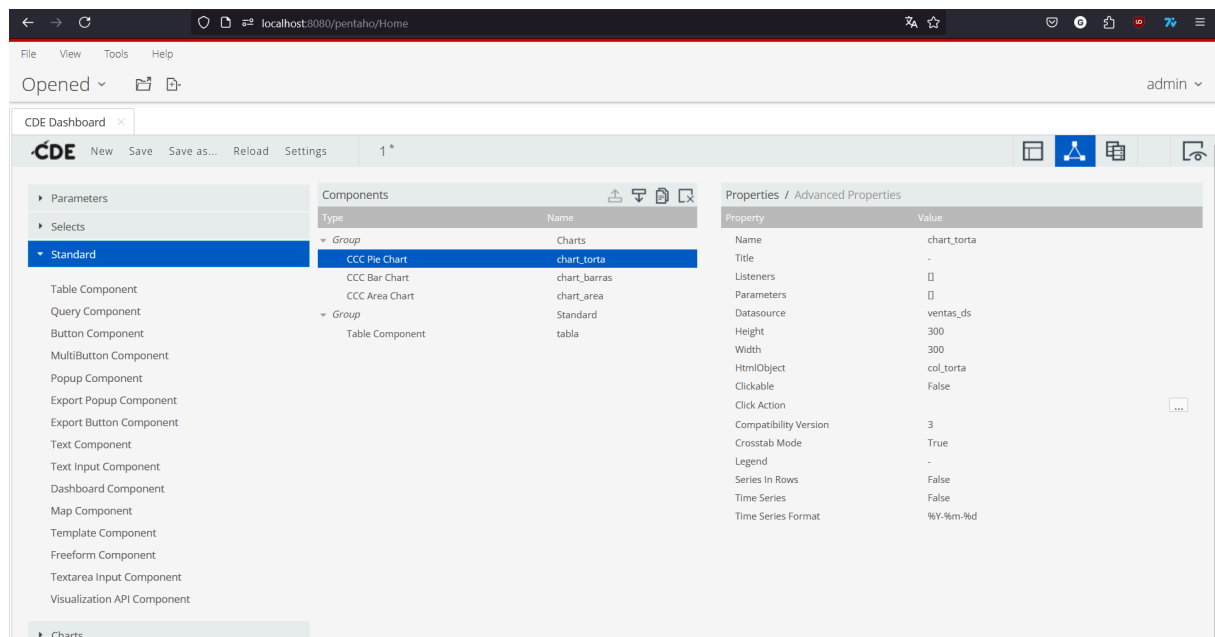 localhost:8080/pentaho/Home
File View Tools Help
Opened admin
CDE Dashboard ×
CDE New Save Save as... Reload Settings 1*
Parameters
Selects
Standard
Table Component
Query Component
Button Component
MultiButton Component
Popup Component
Export Popup Component
Export Button Component
Text Component
Text Input Component
Dashboard Component
Map Component
Template Component
Freeform Component
Textarea Input Component
Visualization API Component
Charts
Components
Type Name
Group Charts
CCC Pie Chart chart_torta
CCC Bar Chart chart_barras
CCC Area Chart chart_area
Group Standard
Table Component tabla
Properties / Advanced Properties
Property Value
Name chart_torta
Title -
Listeners []
Parameters []
Datasource ventas_ds
Height 300
Width 300
HtmlObject col_torta
Clickable False
Click Action ...
Compatibility Version 3
Crosstab Mode True
Legend -
Series In Rows False
Time Series False
Time Series Format %Y-%m-%d